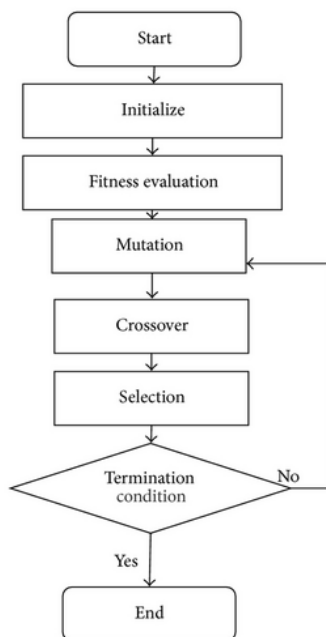 Start
Initialize
Fitness evaluation
Mutation
Crossover
Selection
Termination
condition
No
Yes
End